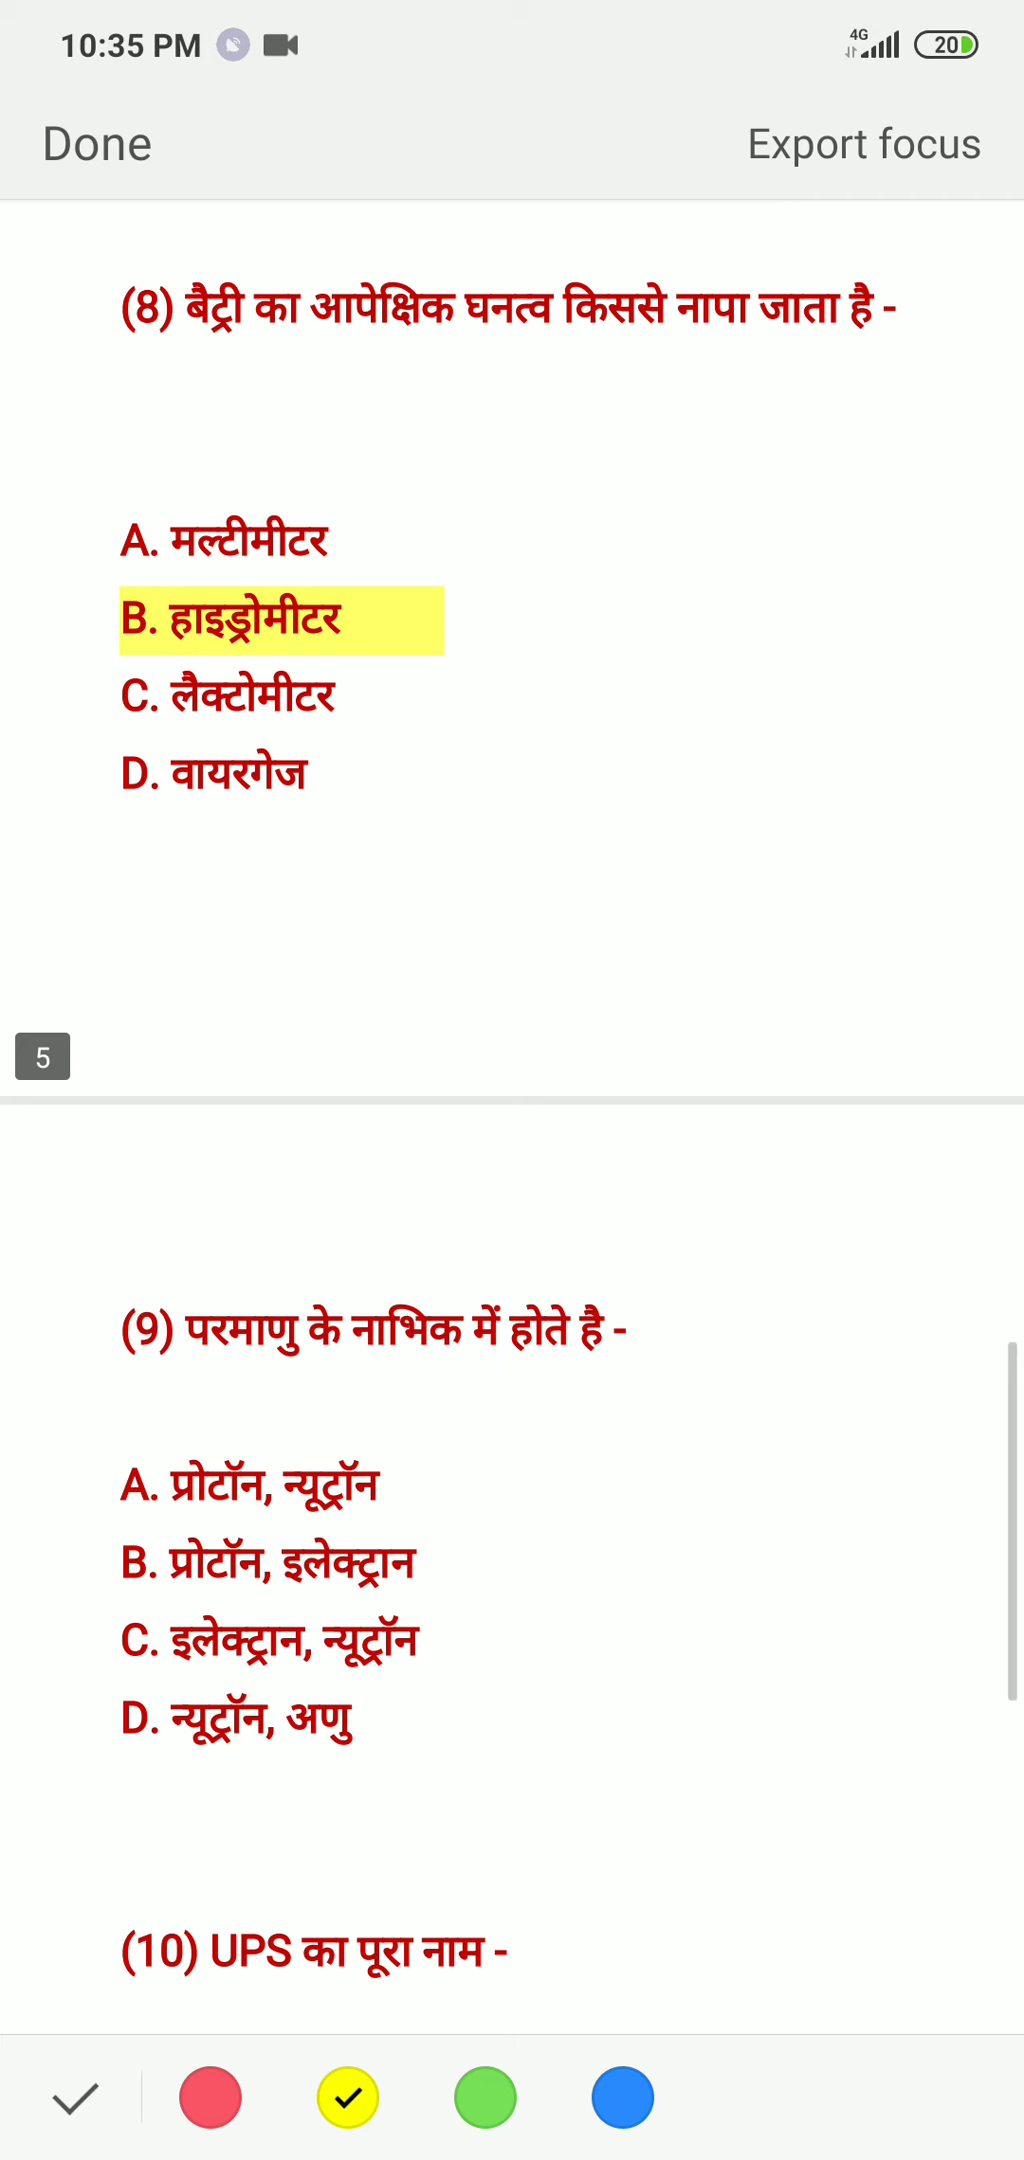 10:35 PM 4G 20
Done Export focus
(8) बैट्री का आपेक्षिक घनत्व किससे नापा जाता है -
A. मल्टीमीटर
B. हाइड्रोमीटर
C. लैक्टोमीटर
D. वायरगेज
5
(9) परमाणु के नाभिक में होते है -
A. प्रोटॉन, न्यूट्रॉन
B. प्रोटॉन, इलेक्ट्रान
C. इलेक्ट्रान, न्यूट्रॉन
D. न्यूट्रॉन, अणु
(10) UPS का पूरा नाम -